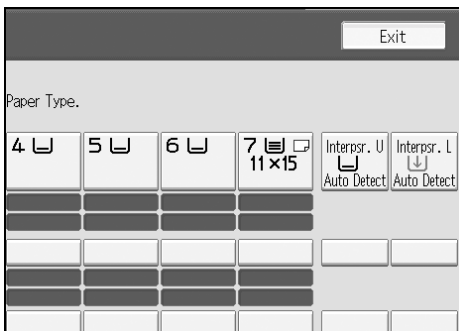 Exit
Paper Type.
4 5 6 7 Interpsr. U Interpsr. L
11×15
Auto Detect Auto Detect